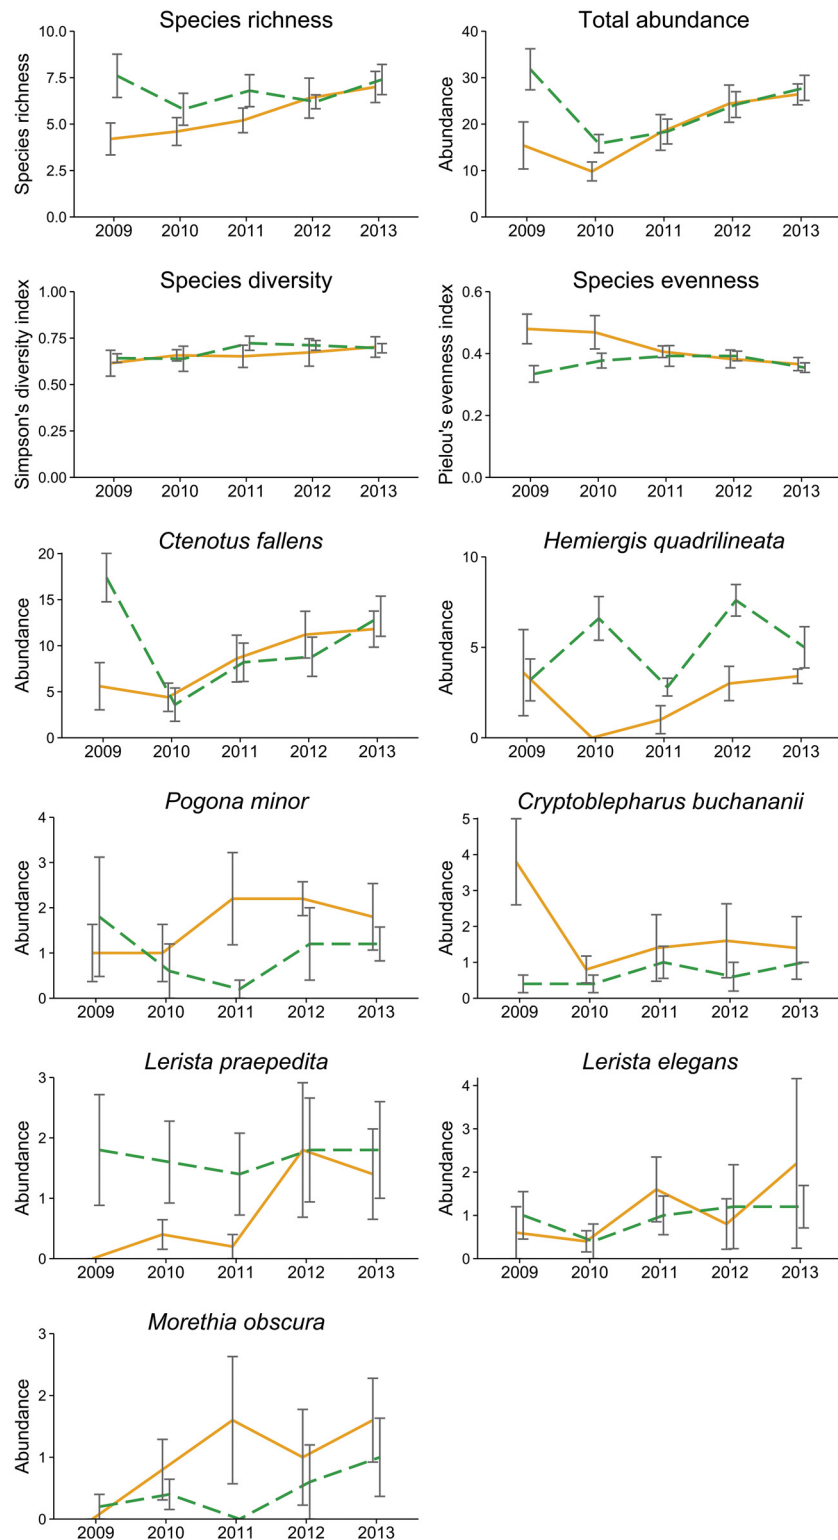 Species richness
Species richness
10.0
7.5
5.0
2.5
0.0
2009 2010 2011 2012 2013
Total abundance
Abundance
40
30
20
10
0
2009 2010 2011 2012 2013
Species diversity
Simpson's diversity index
1.00
0.75
0.50
0.25
0.00
2009 2010 2011 2012 2013
Species evenness
Pielou's evenness index
0.6
0.4
0.2
0.0
2009 2010 2011 2012 2013
Ctenotus fallens
Abundance
20
15
10
5
0
2009 2010 2011 2012 2013
Hemiergis quadrilineata
Abundance
10
5
0
2009 2010 2011 2012 2013
Pogona minor
Abundance
4
3
2
1
0
2009 2010 2011 2012 2013
Cryptoblepharus buchananii
Abundance
5
4
3
2
1
0
2009 2010 2011 2012 2013
Lerista praepedita
Abundance
3
2
1
0
2009 2010 2011 2012 2013
Lerista elegans
Abundance
4
3
2
1
0
2009 2010 2011 2012 2013
Morethia obscura
Abundance
3
2
1
0
2009 2010 2011 2012 2013